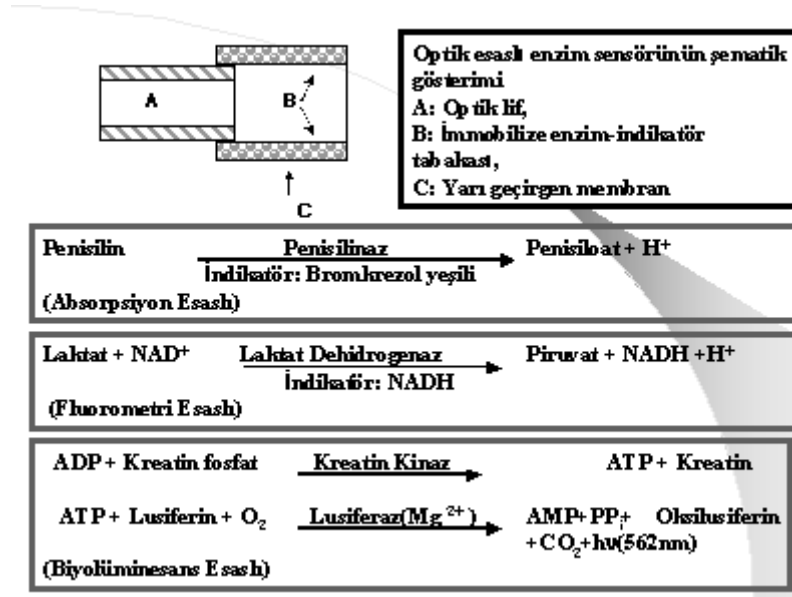 A
B
C
Optik esaslı enzim sensörünün şematik
gösterimi
A: Optik lif,
B: İmmobilize enzim-indikatör
tabakası,
C: Yarı geçirgen membran
Penisilin Penisilinaz Penisiloat + H⁺
İndikatör: Bromkrezol yeşili
(Absorpsiyon Esaslı)
Laktat + NAD⁺ Laktat Dehidrogenaz Piruvat + NADH +H⁺
İndikatör: NADH
(Fluorometri Esaslı)
ADP + Kreatin fosfat Kreatin Kinaz ATP + Kreatin
ATP + Lusiferin + O₂ Lusiferaz(Mg ²⁺) AMP+PPᵢ+ Oksilusiferin
+CO₂+hν(562nm)
(Biyolüminesans Esaslı)